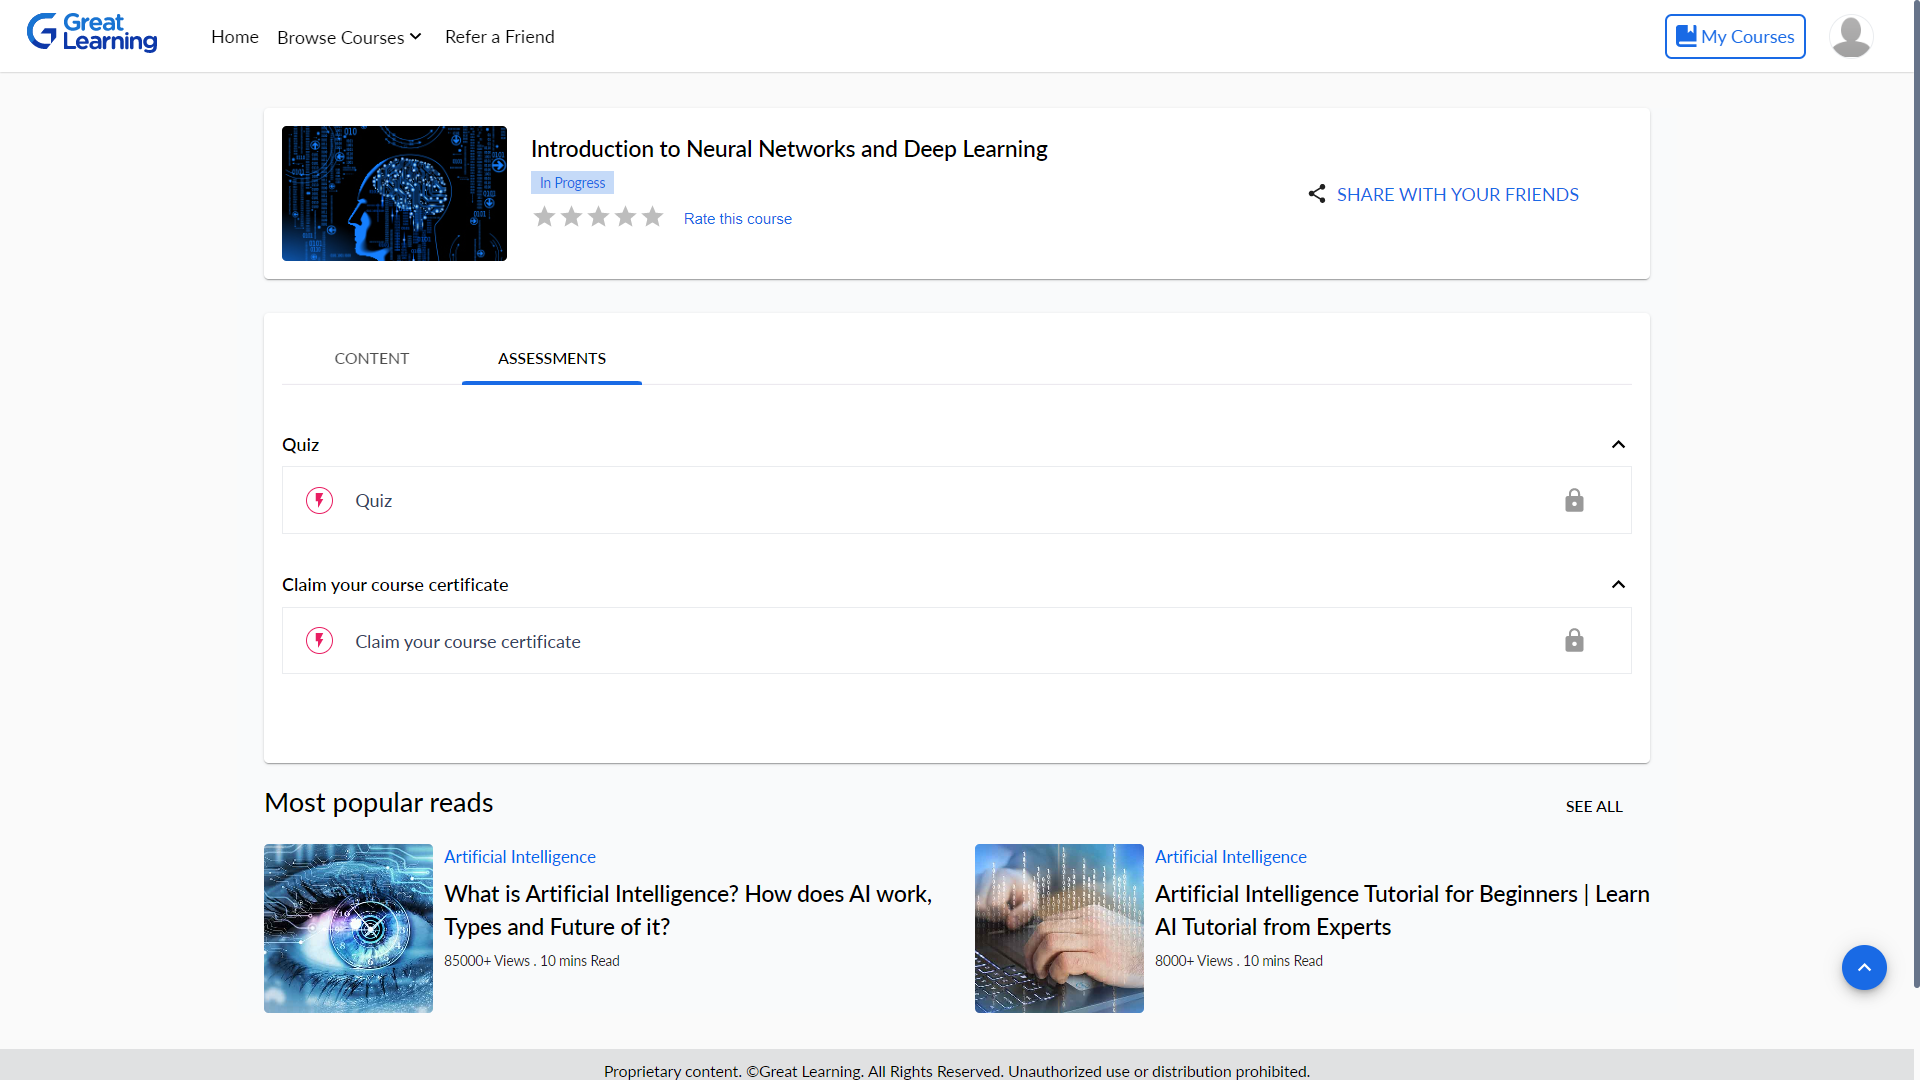 Great
Learning
Home
Browse Courses
Refer a Friend
My Courses
Introduction to Neural Networks and Deep Learning
In Progress
Rate this course
SHARE WITH YOUR FRIENDS
CONTENT
ASSESSMENTS
Quiz
Quiz
Claim your course certificate
Claim your course certificate
Most popular reads
SEE ALL
Artificial Intelligence
What is Artificial Intelligence? How does AI work,
Types and Future of it?
85000+ Views . 10 mins Read
Artificial Intelligence
Artificial Intelligence Tutorial for Beginners | Learn
AI Tutorial from Experts
8000+ Views . 10 mins Read
Proprietary content. ©Great Learning. All Rights Reserved. Unauthorized use or distribution prohibited.